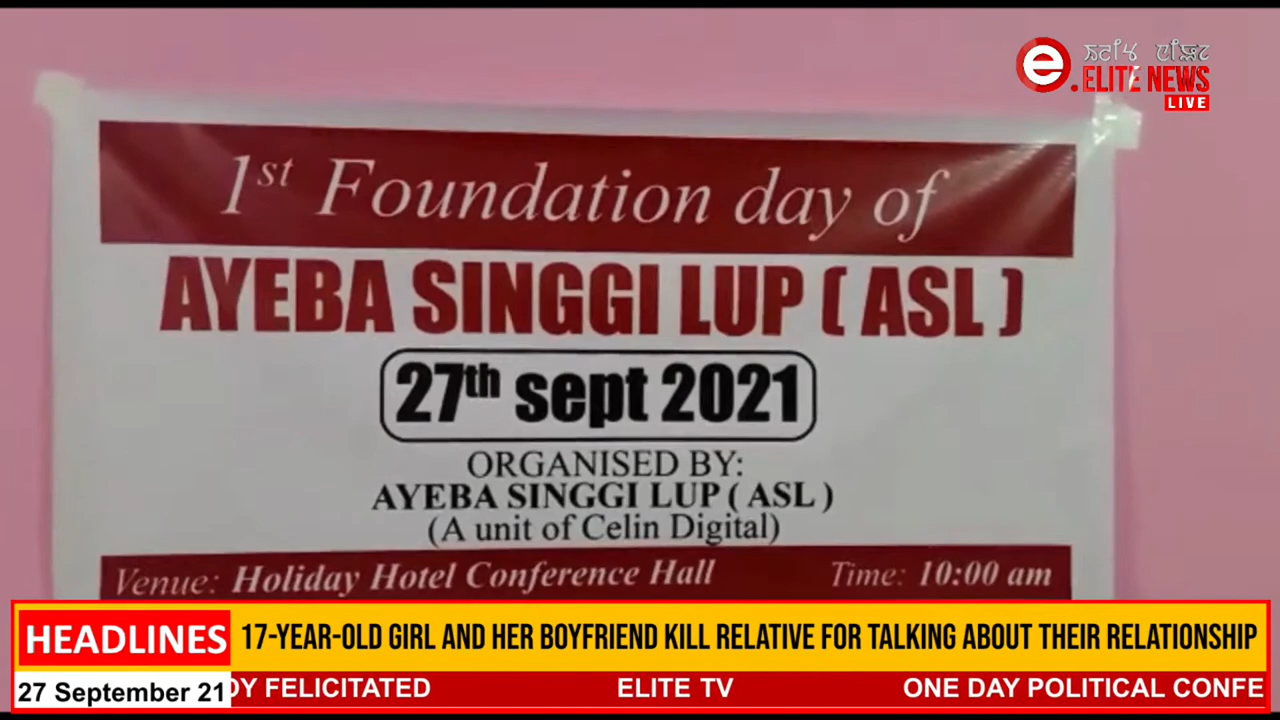 e. ELITE NEWS
LIVE
1st Foundation day of
AYEBA SINGGI LUP ( ASL )
27th sept 2021
ORGANISED BY:
AYEBA SINGGI LUP ( ASL )
(A unit of Celin Digital)
Venue: Holiday Hotel Conference Hall Time: 10:00 am
HEADLINES 17-YEAR-OLD GIRL AND HER BOYFRIEND KILL RELATIVE FOR TALKING ABOUT THEIR RELATIONSHIP
27 September 21 DY FELICITATED ELITE TV ONE DAY POLITICAL CONFE